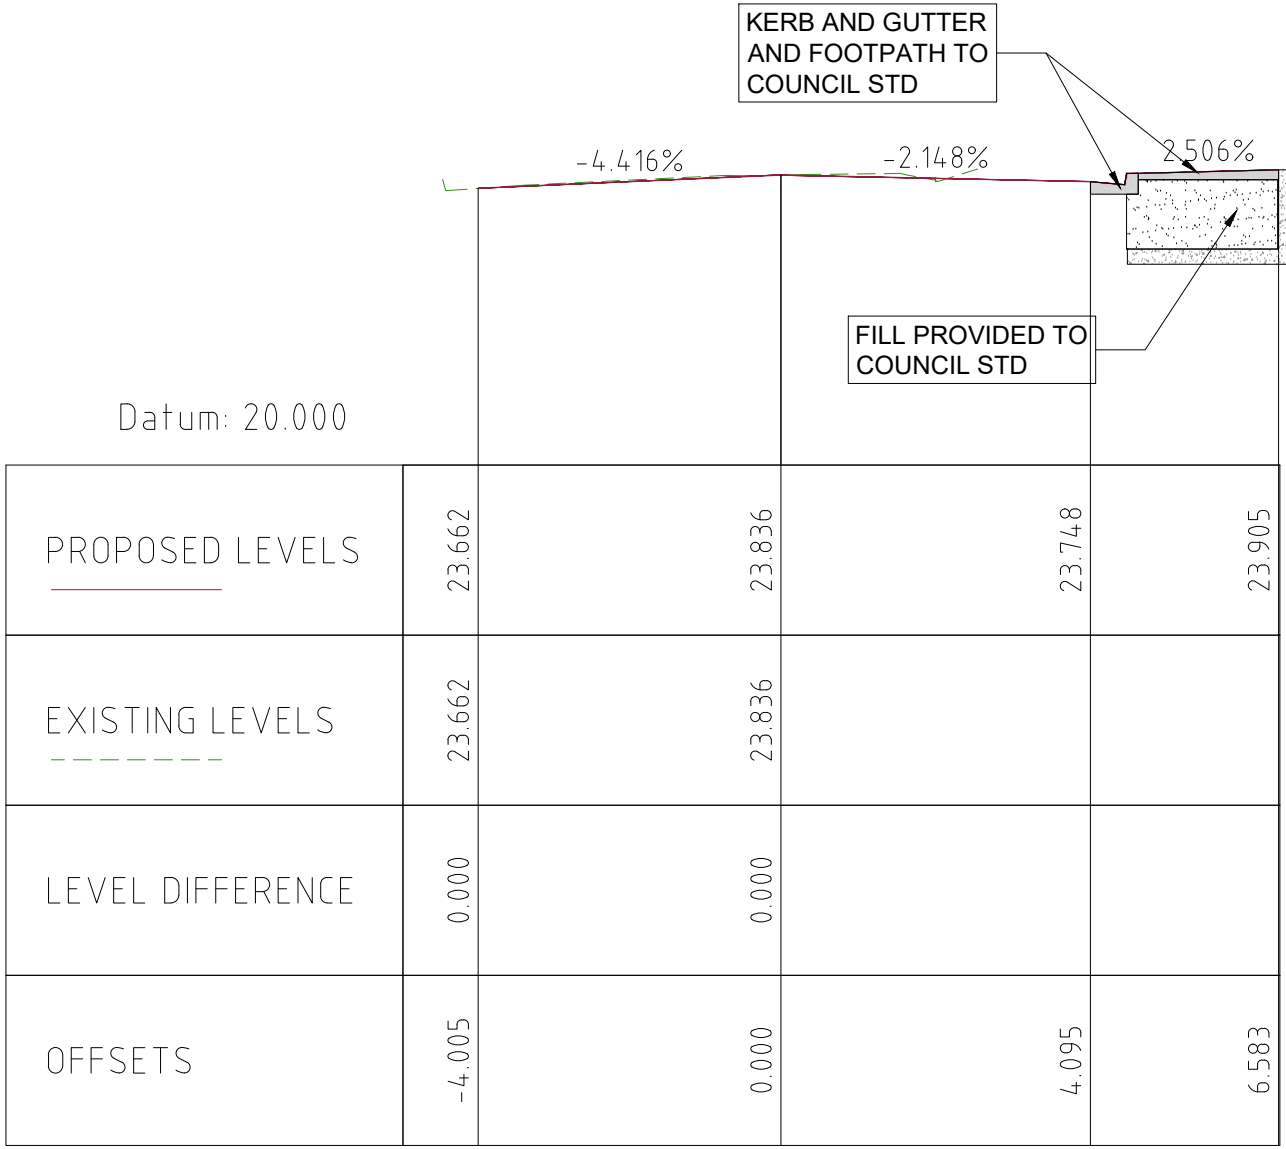 KERB AND GUTTER
AND FOOTPATH TO
COUNCIL STD
-4.416%
-2.148%
2.506%
FILL PROVIDED TO
COUNCIL STD
Datum: 20.000
PROPOSED LEVELS
23.662
23.836
23.748
23.905
EXISTING LEVELS
23.662
23.836
LEVEL DIFFERENCE
0.000
0.000
OFFSETS
-4.005
0.000
4.095
6.583